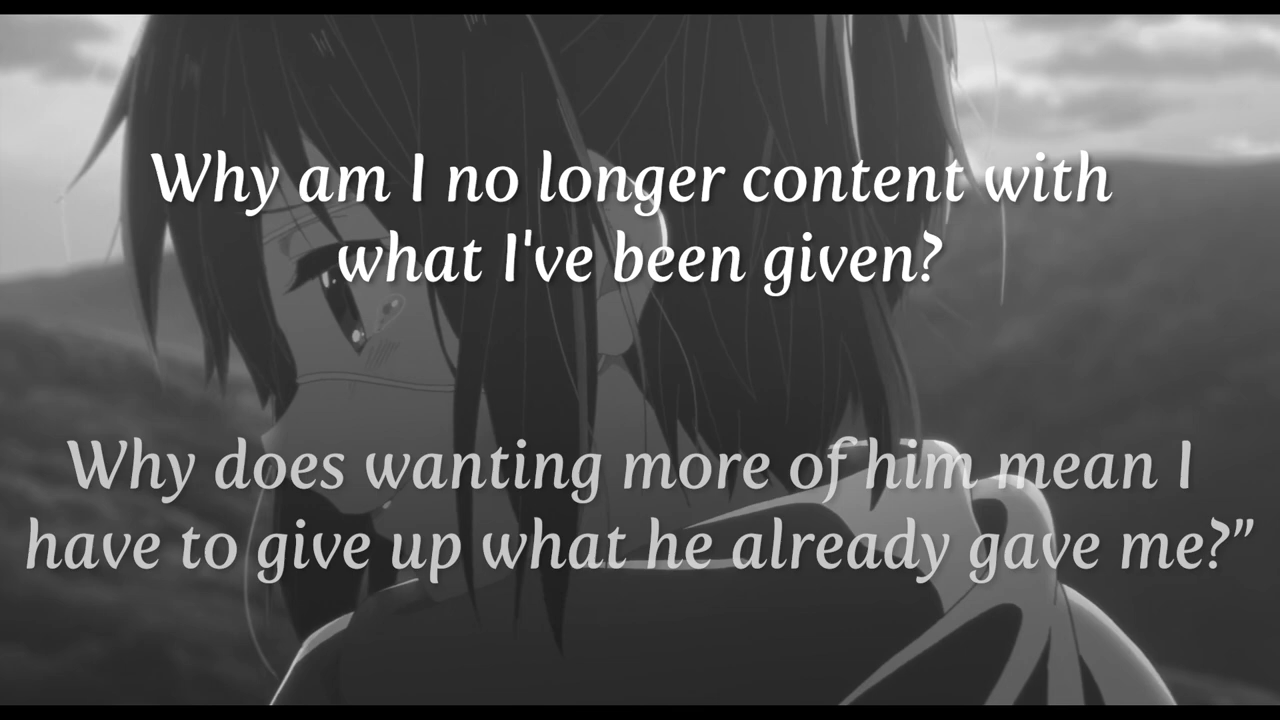 Why am I no longer content with
what I've been given?
Why does wanting more of him mean I
have to give up what he already gave me?”